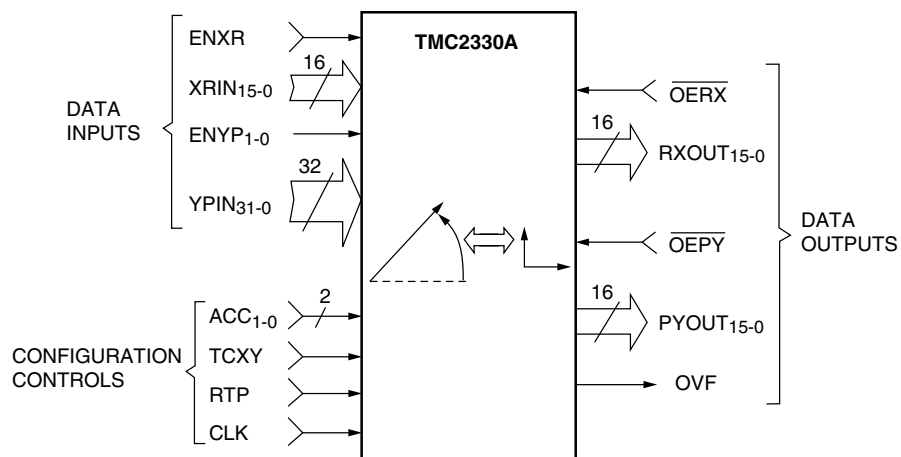 TMC2330A
DATA
INPUTS
ENXR
16
XRIN15-0
ENYP1-0
32
YPIN31-0
CONFIGURATION
CONTROLS
2
ACC1-0
TCXY
RTP
CLK
OERX
16
RXOUT15-0
OEPY
16
PYOUT15-0
OVF
DATA
OUTPUTS